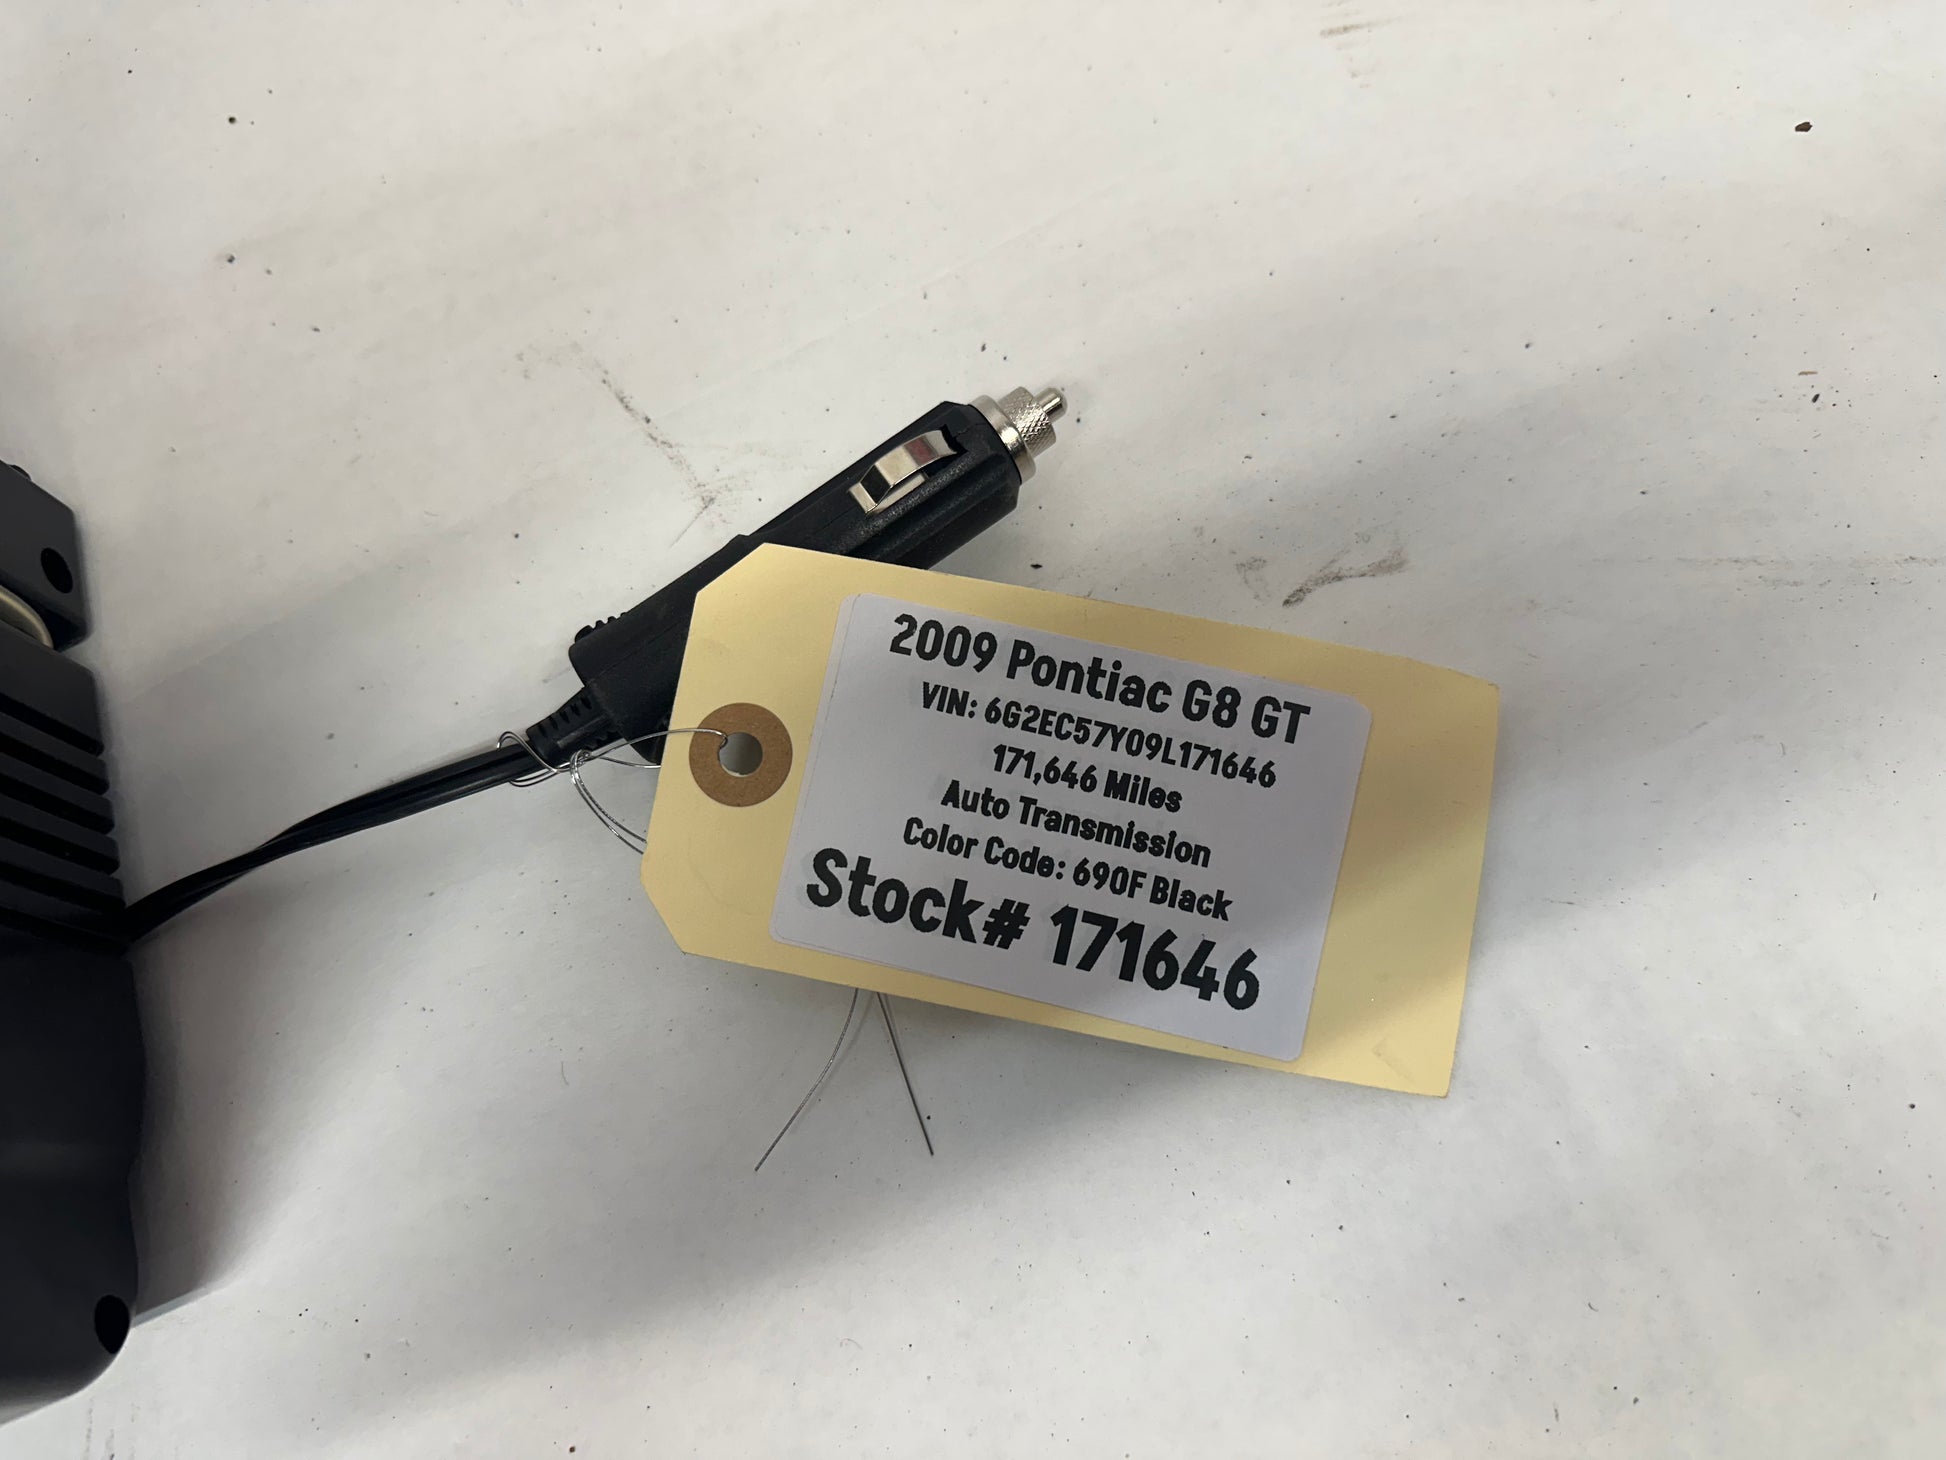 2009 Pontiac G8 GT
VIN: 6G2EC57Y09L171646
171,646 Miles
Auto Transmission
Color Code: 690F Black
Stock# 171646